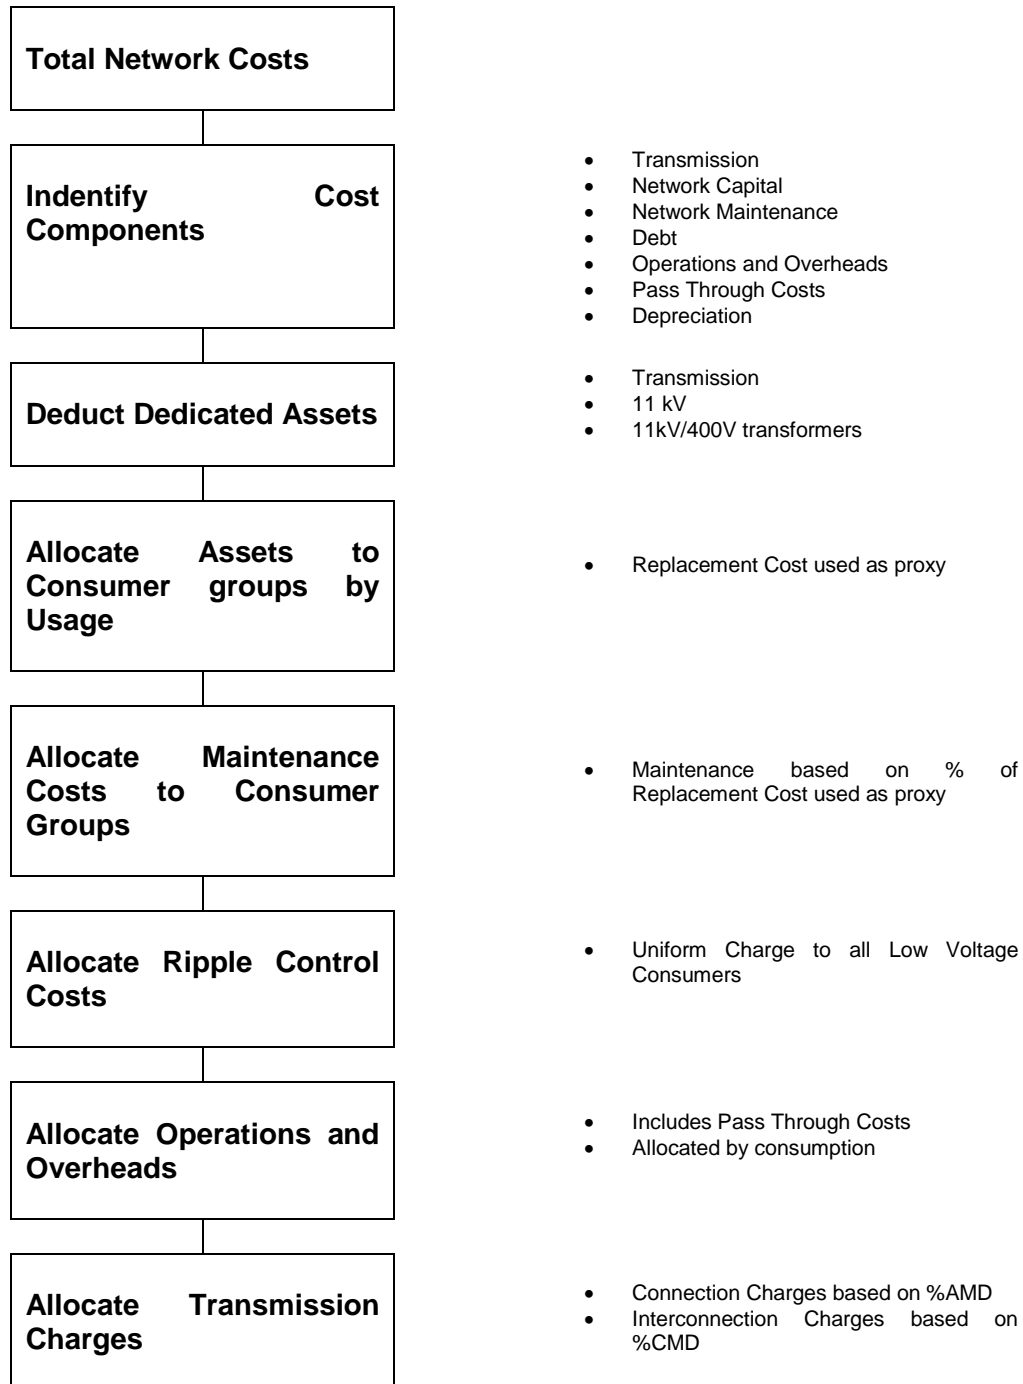 Total Network Costs
Indentify Cost
Components
• Transmission
• Network Capital
• Network Maintenance
• Debt
• Operations and Overheads
• Pass Through Costs
• Depreciation
Deduct Dedicated Assets
• Transmission
• 11 kV
• 11kV/400V transformers
Allocate Assets to
Consumer groups by
Usage
• Replacement Cost used as proxy
Allocate Maintenance
Costs to Consumer
Groups
• Maintenance based on % of
Replacement Cost used as proxy
Allocate Ripple Control
Costs
• Uniform Charge to all Low Voltage
Consumers
Allocate Operations and
Overheads
• Includes Pass Through Costs
• Allocated by consumption
Allocate Transmission
Charges
• Connection Charges based on %AMD
• Interconnection Charges based on
%CMD